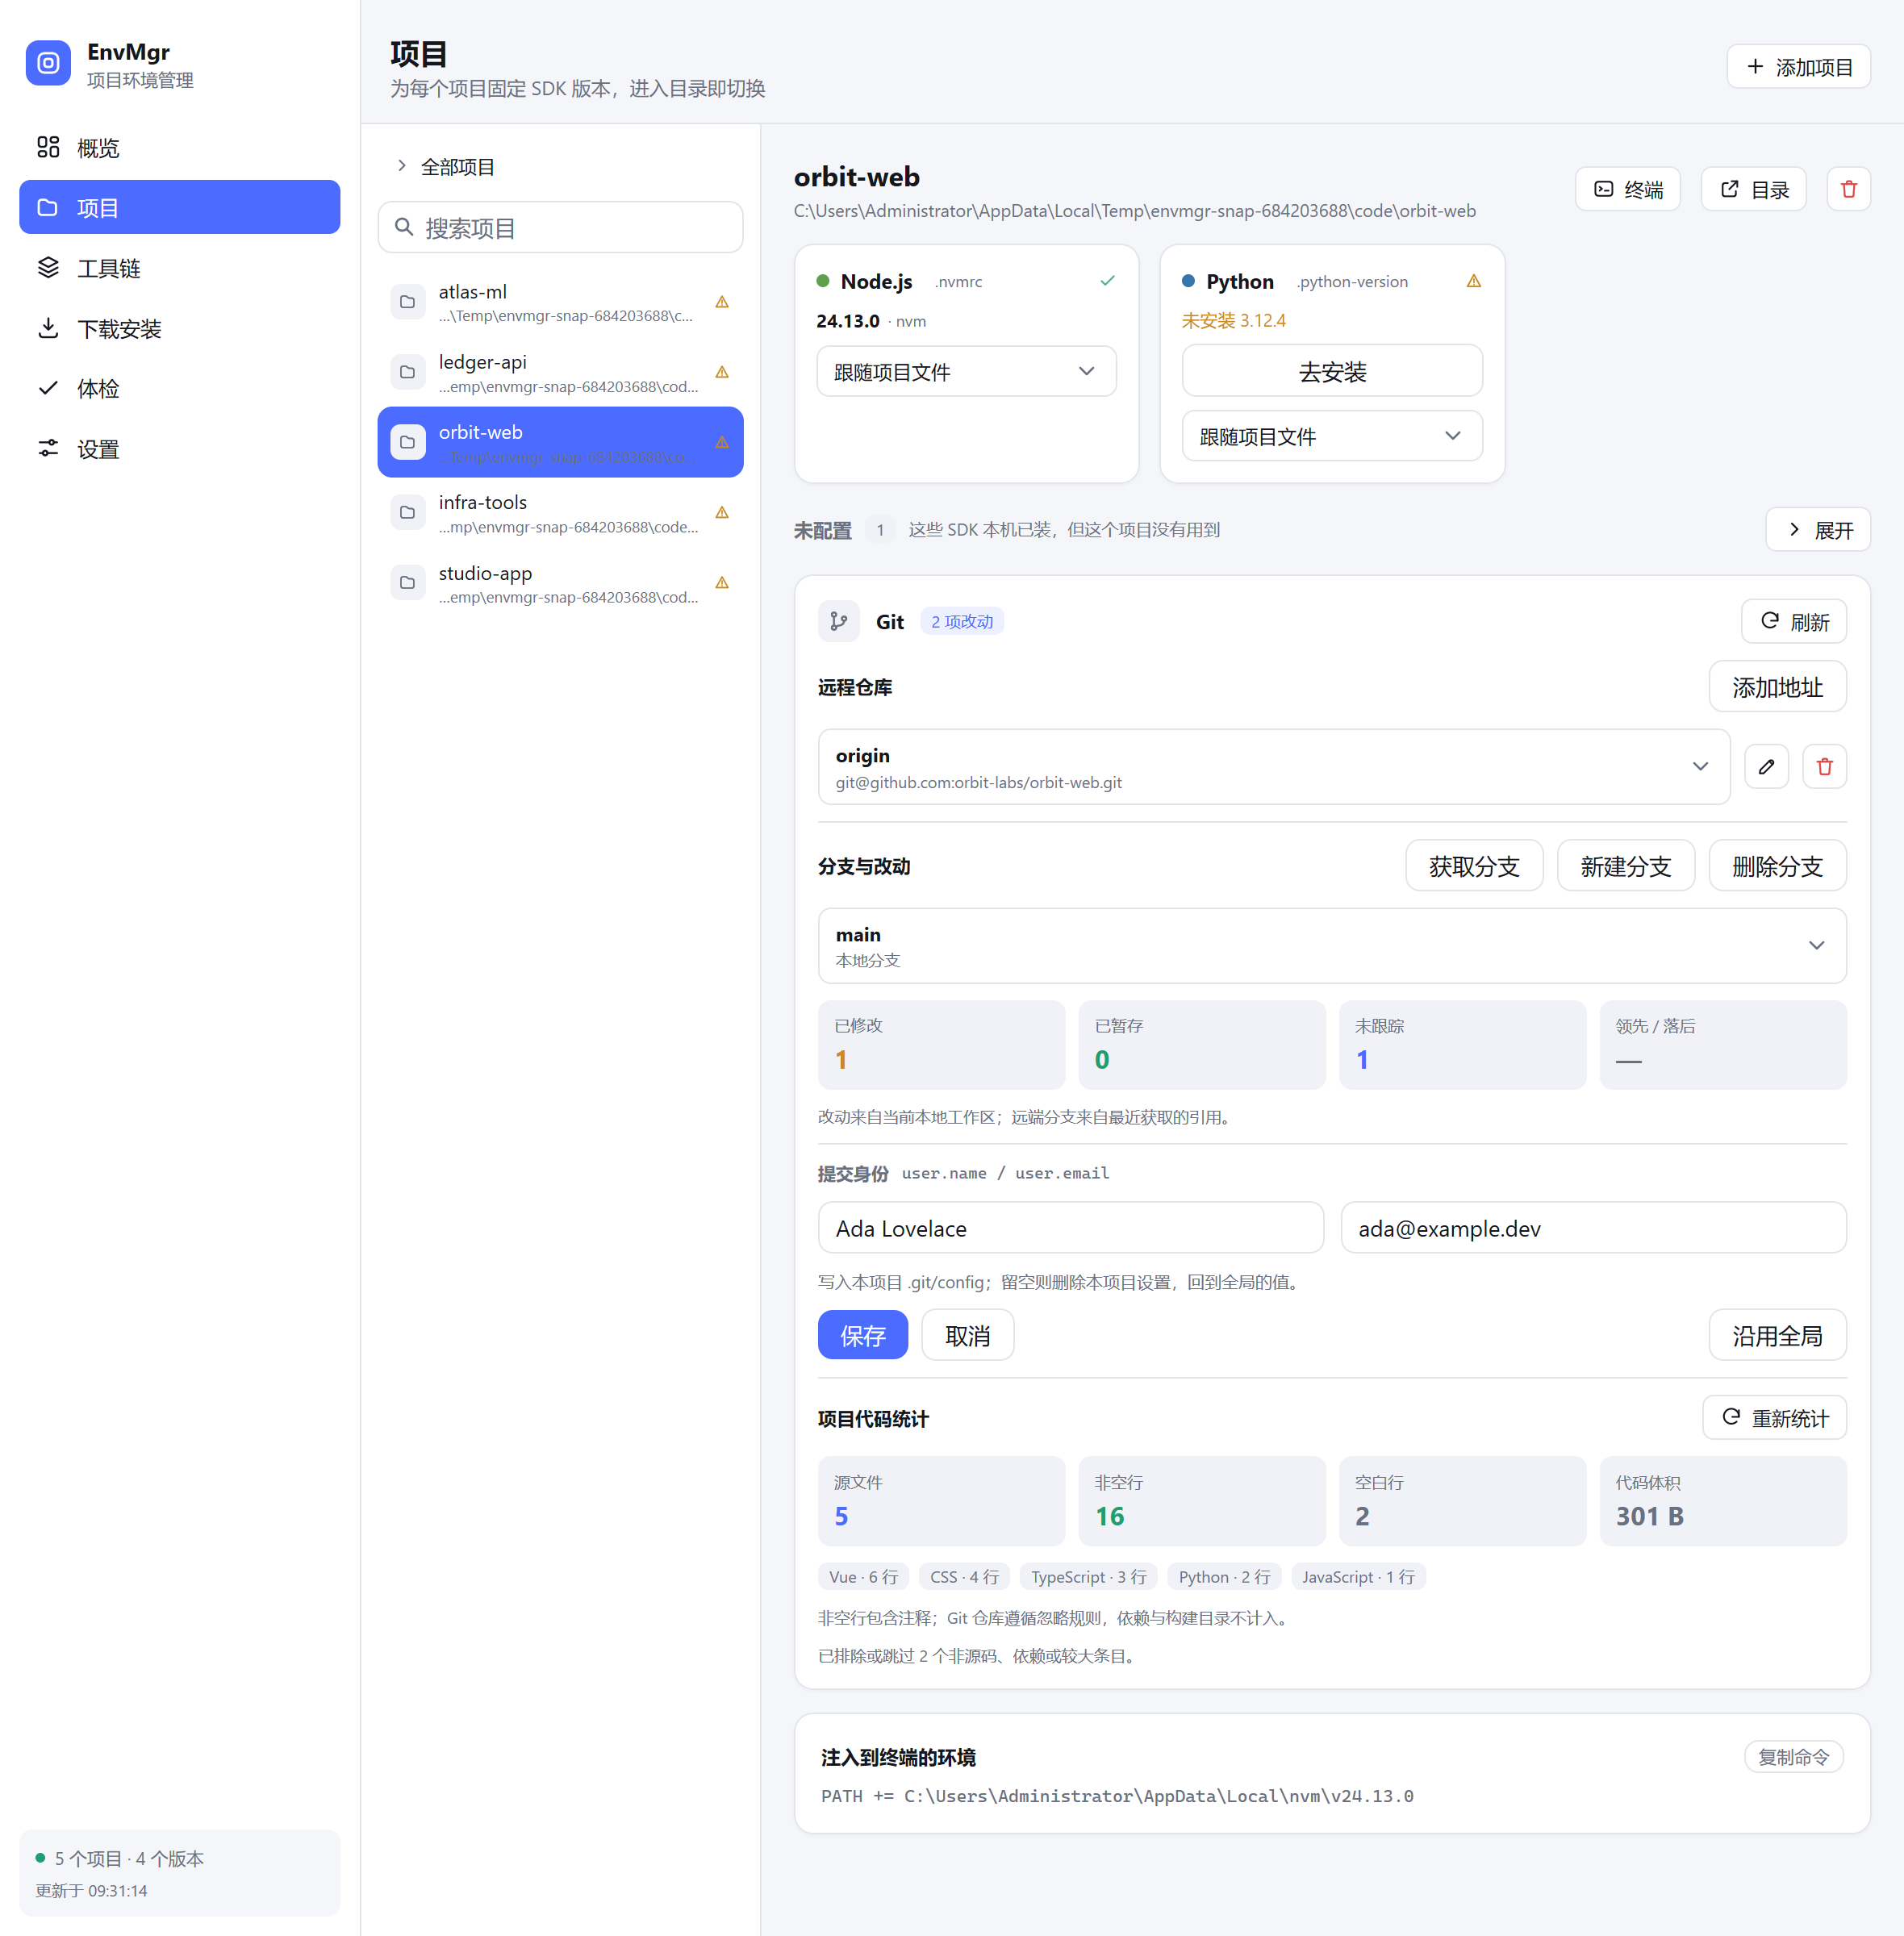 EnvMgr
项目环境管理
概览
项目
工具链
下载安装
体检
设置
5 个项目 · 4 个版本
更新于 09:31:14
项目
为每个项目固定 SDK 版本，进入目录即切换
添加项目
全部项目
搜索项目
atlas-ml
...\Temp\envmgr-snap-684203688\c...
ledger-api
...emp\envmgr-snap-684203688\cod...
orbit-web
...Temp\envmgr-snap-684203688\co...
infra-tools
...mp\envmgr-snap-684203688\code...
studio-app
...emp\envmgr-snap-684203688\cod...
orbit-web
C:\Users\Administrator\AppData\Local\Temp\envmgr-snap-684203688\code\orbit-web
终端
目录
Node.js .nvmrc
24.13.0 · nvm
跟随项目文件
Python .python-version
未安装 3.12.4
去安装
跟随项目文件
未配置 1 这些 SDK 本机已装，但这个项目没有用到
展开
Git 2 项改动
刷新
远程仓库
添加地址
origin
git@github.com:orbit-labs/orbit-web.git
分支与改动
获取分支
新建分支
删除分支
main
本地分支
已修改
1
已暂存
0
未跟踪
1
领先 / 落后
—
改动来自当前本地工作区；远端分支来自最近获取的引用。
提交身份 user.name / user.email
Ada Lovelace
ada@example.dev
写入本项目 .git/config；留空则删除本项目设置，回到全局的值。
保存
取消
沿用全局
项目代码统计
重新统计
源文件
5
非空行
16
空白行
2
代码体积
301 B
Vue · 6 行
CSS · 4 行
TypeScript · 3 行
Python · 2 行
JavaScript · 1 行
非空行包含注释；Git 仓库遵循忽略规则，依赖与构建目录不计入。
已排除或跳过 2 个非源码、依赖或较大条目。
注入到终端的环境
复制命令
PATH += C:\Users\Administrator\AppData\Local\nvm\v24.13.0